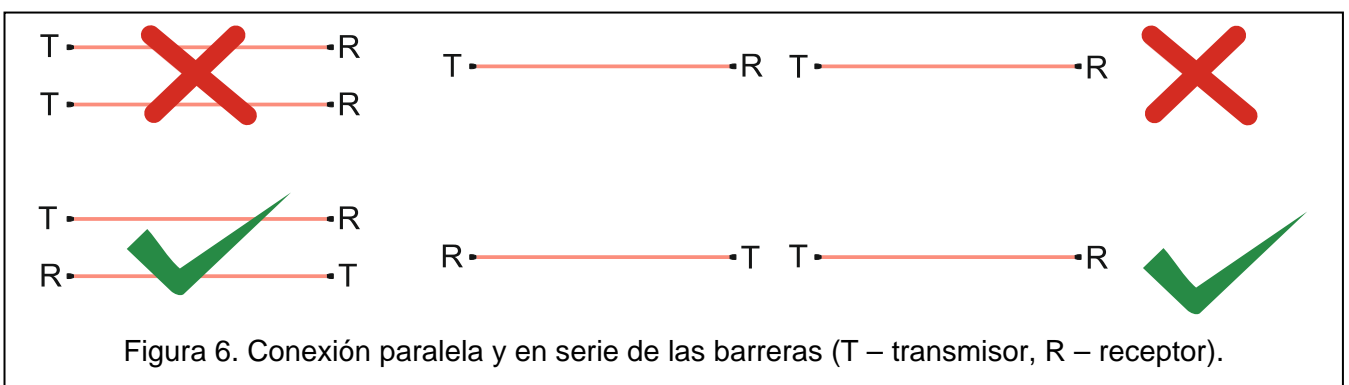 T R
T R
T R T R
T R
R T
R T T R
Figura 6. Conexión paralela y en serie de las barreras (T – transmisor, R – receptor).